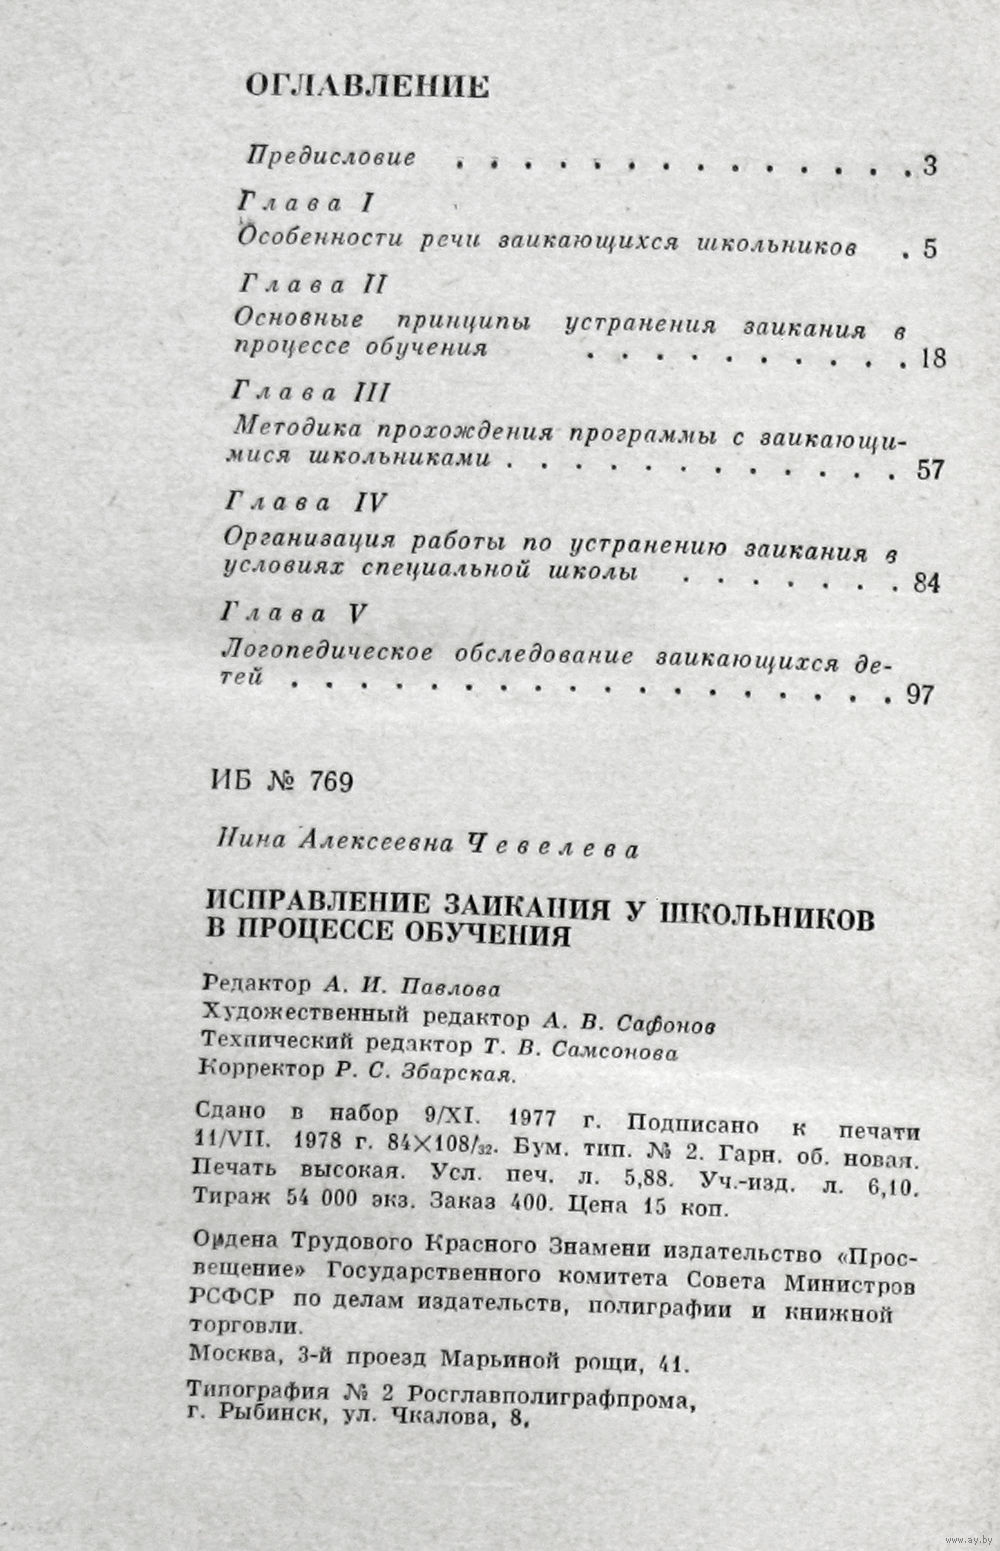 ОГЛАВЛЕНИЕ
Предисловие . . . . . . . . . . . . . . 3
Глава I
Особенности речи заикающихся школьников . 5
Глава II
Основные принципы устранения заикания в
процессе обучения . . . . . . . . . . 18
Глава III
Методика прохождения программы с заикающи-
мися школьниками . . . . . . . . . . . . 57
Глава IV
Организация работы по устранению заикания в
условиях специальной школы . . . . . . . 84
Глава V
Логопедическое обследование заикающихся де-
тей . . . . . . . . . . . . . . . . . . 97
ИБ № 769
Нина Алексеевна Чевелева
ИСПРАВЛЕНИЕ ЗАИКАНИЯ У ШКОЛЬНИКОВ
В ПРОЦЕССЕ ОБУЧЕНИЯ
Редактор А. И. Павлова
Художественный редактор А. В. Сафонов
Технический редактор Т. В. Самсонова
Корректор Р. С. Збарская.
Сдано в набор 9/XI. 1977 г. Подписано к печати
11/VII. 1978 г. 84×108/32. Бум. тип. № 2. Гарн. об. новая.
Печать высокая. Усл. печ. л. 5,88. Уч.-изд. л. 6,10.
Тираж 54 000 экз. Заказ 400. Цена 15 коп.
Ордена Трудового Красного Знамени издательство «Прос-
вещение» Государственного комитета Совета Министров
РСФСР по делам издательств, полиграфии и книжной
торговли.
Москва, 3-й проезд Марьиной рощи, 41.
Типография № 2 Росглавполиграфпрома,
г. Рыбинск, ул. Чкалова, 8.
www.ay.by